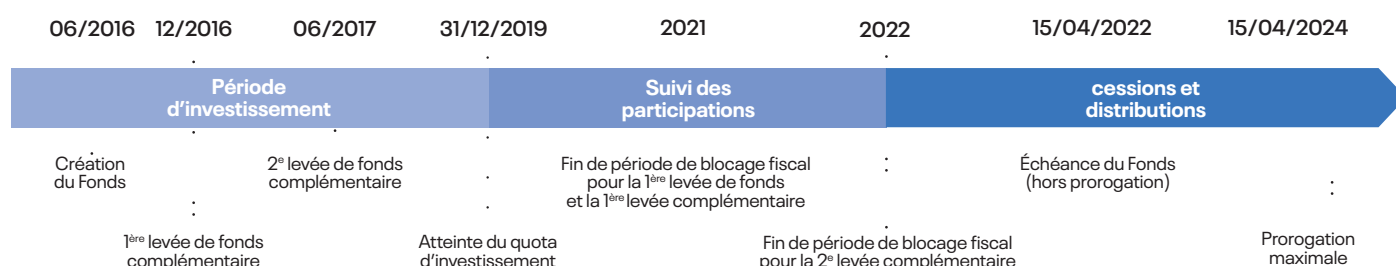 06/2016 12/2016 06/2017 31/12/2019 2021 2022 15/04/2022 15/04/2024
Période
d'investissement
Suivi des
participations
cessions et
distributions
Création
du Fonds
2e levée de fonds
complémentaire
Fin de période de blocage fiscal
pour la 1ère levée de fonds
et la 1ère levée complémentaire
Échéance du Fonds
(hors prorogation)
1ère levée de fonds
complémentaire
Atteinte du quota
d'investissement
Fin de période de blocage fiscal
pour la 2e levée complémentaire
Prorogation
maximale